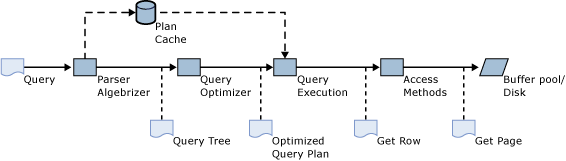 Plan
Cache
Query
Parser
Algebrizer
Query
Optimizer
Query
Execution
Access
Methods
Buffer pool/
Disk
Query Tree
Optimized
Query Plan
Get Row
Get Page